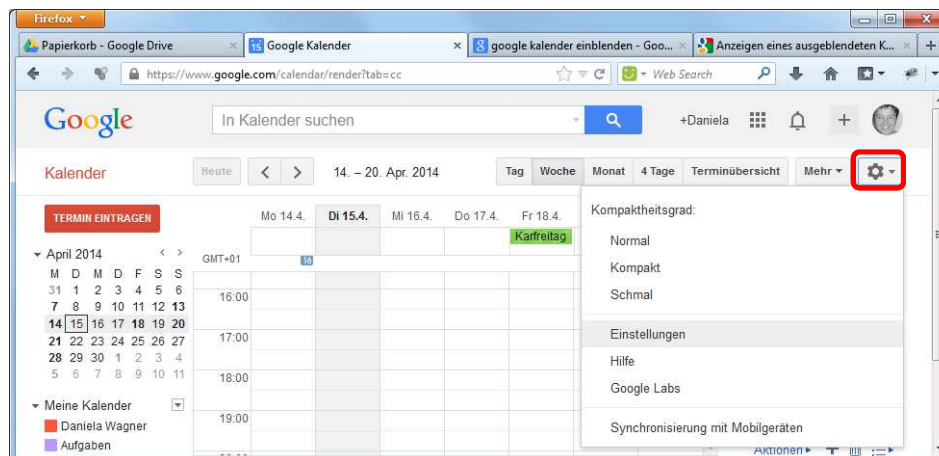 Firefox
Papierkorb - Google Drive
Google Kalender
google kalender einblenden - Goo...
Anzeigen eines ausgeblendeten K...
https://www.google.com/calendar/render?tab=cc
Web Search
Google
In Kalender suchen
+Daniela
Kalender
Heute
14. – 20. Apr. 2014
Tag Woche Monat 4 Tage Terminübersicht Mehr
TERMIN EINTRAGEN
Mo 14.4. Di 15.4. Mi 16.4. Do 17.4. Fr 18.4.
Karfreitag
GMT+01
16
April 2014
M D M D F S S
31 1 2 3 4 5 6
7 8 9 10 11 12 13
14 15 16 17 18 19 20
21 22 23 24 25 26 27
28 29 30 1 2 3 4
5 6 7 8 9 10 11
16:00
17:00
18:00
19:00
Meine Kalender
Daniela Wagner
Aufgaben
Kompaktheitsgrad:
Normal
Kompakt
Schmal
Einstellungen
Hilfe
Google Labs
Synchronisierung mit Mobilgeräten
Aktionen